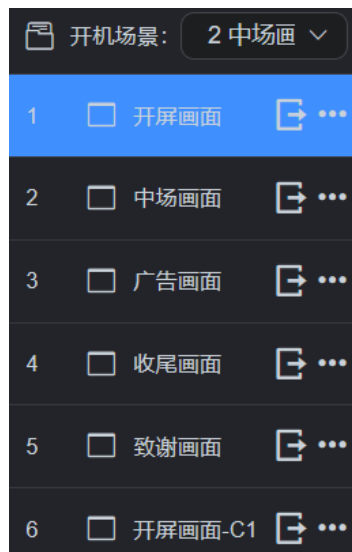 开机场景: 2 中场画
1 开屏画面
2 中场画面
3 广告画面
4 收尾画面
5 致谢画面
6 开屏画面-C1